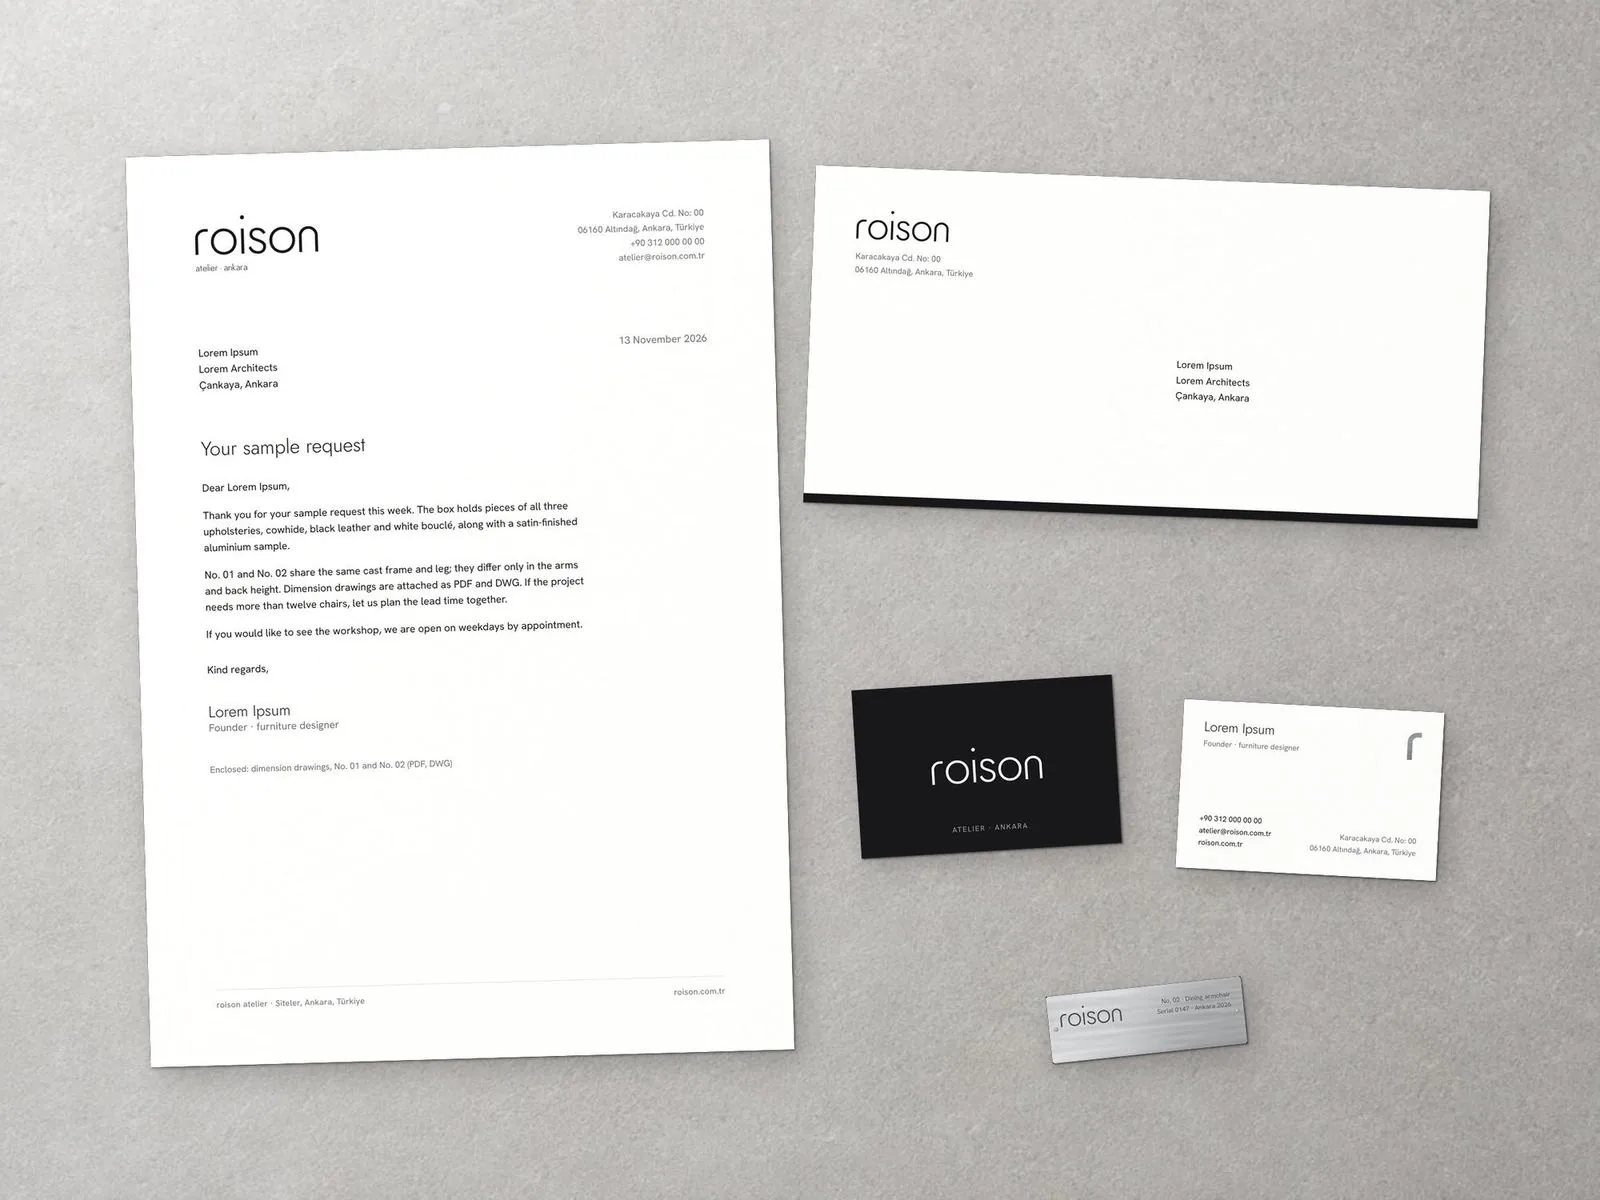 roison
atelier · ankara
Karacakaya Cd. No: 00
06160 Altındağ, Ankara, Türkiye
+90 312 000 00 00
atelier@roison.com.tr
13 November 2026
Lorem Ipsum
Lorem Architects
Çankaya, Ankara
Your sample request
Dear Lorem Ipsum,
Thank you for your sample request this week. The box holds pieces of all three
upholsteries, cowhide, black leather and white bouclé, along with a satin-finished
aluminium sample.
No. 01 and No. 02 share the same cast frame and leg; they differ only in the arms
and back height. Dimension drawings are attached as PDF and DWG. If the project
needs more than twelve chairs, let us plan the lead time together.
If you would like to see the workshop, we are open on weekdays by appointment.
Kind regards,
Lorem Ipsum
Founder · furniture designer
Enclosed: dimension drawings, No. 01 and No. 02 (PDF, DWG)
roison atelier · Siteler, Ankara, Türkiye
roison.com.tr
roison
Karacakaya Cd. No: 00
06160 Altındağ, Ankara, Türkiye
Lorem Ipsum
Lorem Architects
Çankaya, Ankara
roison
ATELIER · ANKARA
Lorem Ipsum
Founder · furniture designer
r
+90 312 000 00 00
atelier@roison.com.tr
roison.com.tr
Karacakaya Cd. No: 00
06160 Altındağ, Ankara, Türkiye
roison
No. 02 · Dining armchair
Serial 0147 · Ankara 2026